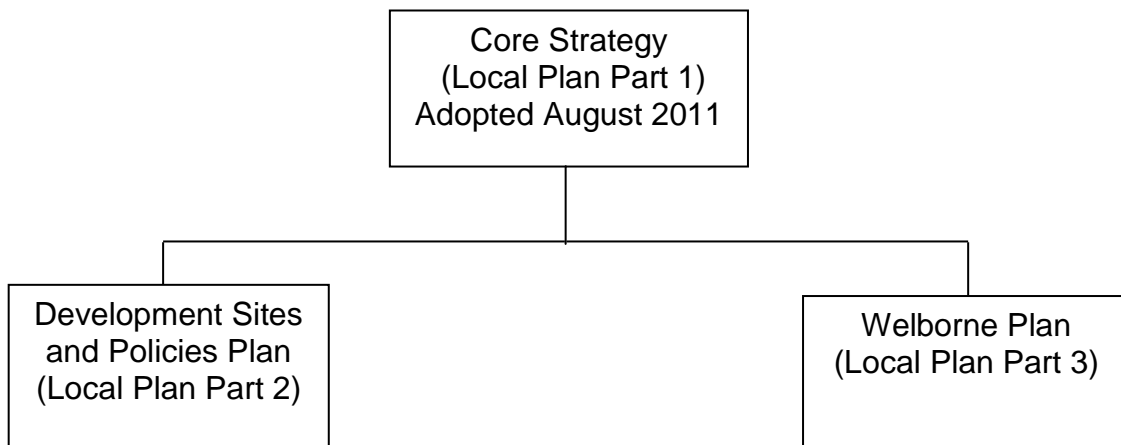 Core Strategy
(Local Plan Part 1)
Adopted August 2011
Development Sites
and Policies Plan
(Local Plan Part 2)
Welborne Plan
(Local Plan Part 3)